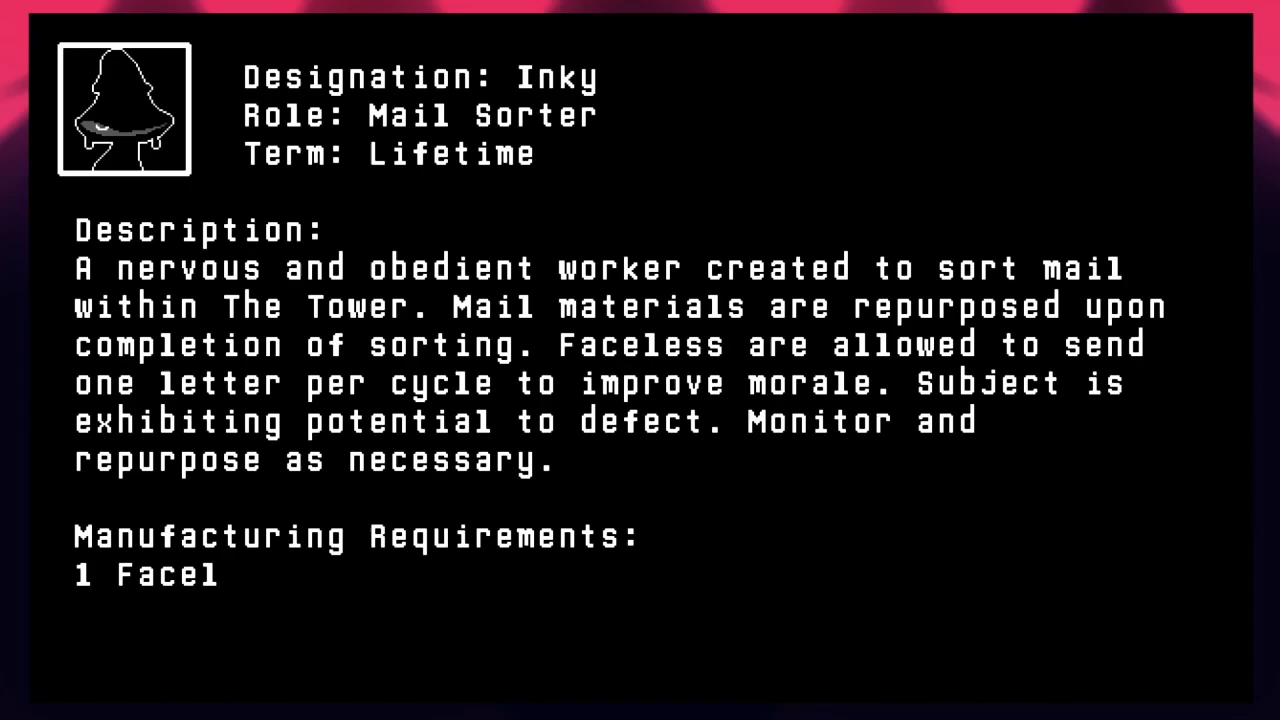 Designation: Inky
Role: Mail Sorter
Term: Lifetime
Description:
A nervous and obedient worker created to sort mail
within The Tower. Mail materials are repurposed upon
completion of sorting. Faceless are allowed to send
one letter per cycle to improve morale. Subject is
exhibiting potential to defect. Monitor and
repurpose as necessary.
Manufacturing Requirements:
1 Facel